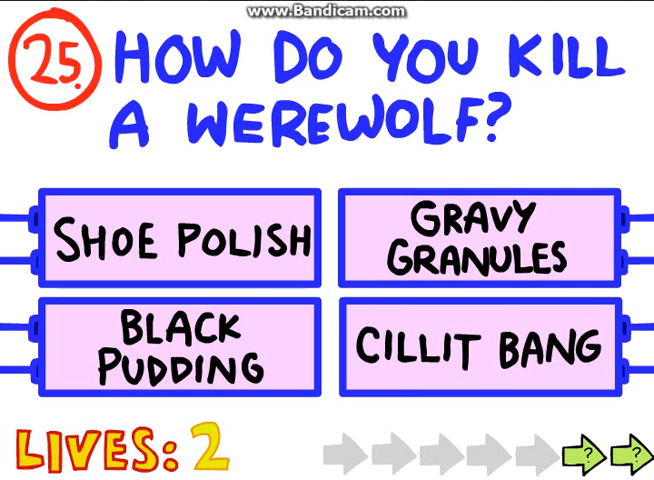 www.Bandicam.com
25. HOW DO YOU KILL
A WEREWOLF?
SHOE POLISH
GRAVY
GRANULES
BLACK
PUDDING
CILLIT BANG
LIVES: 2
? ?